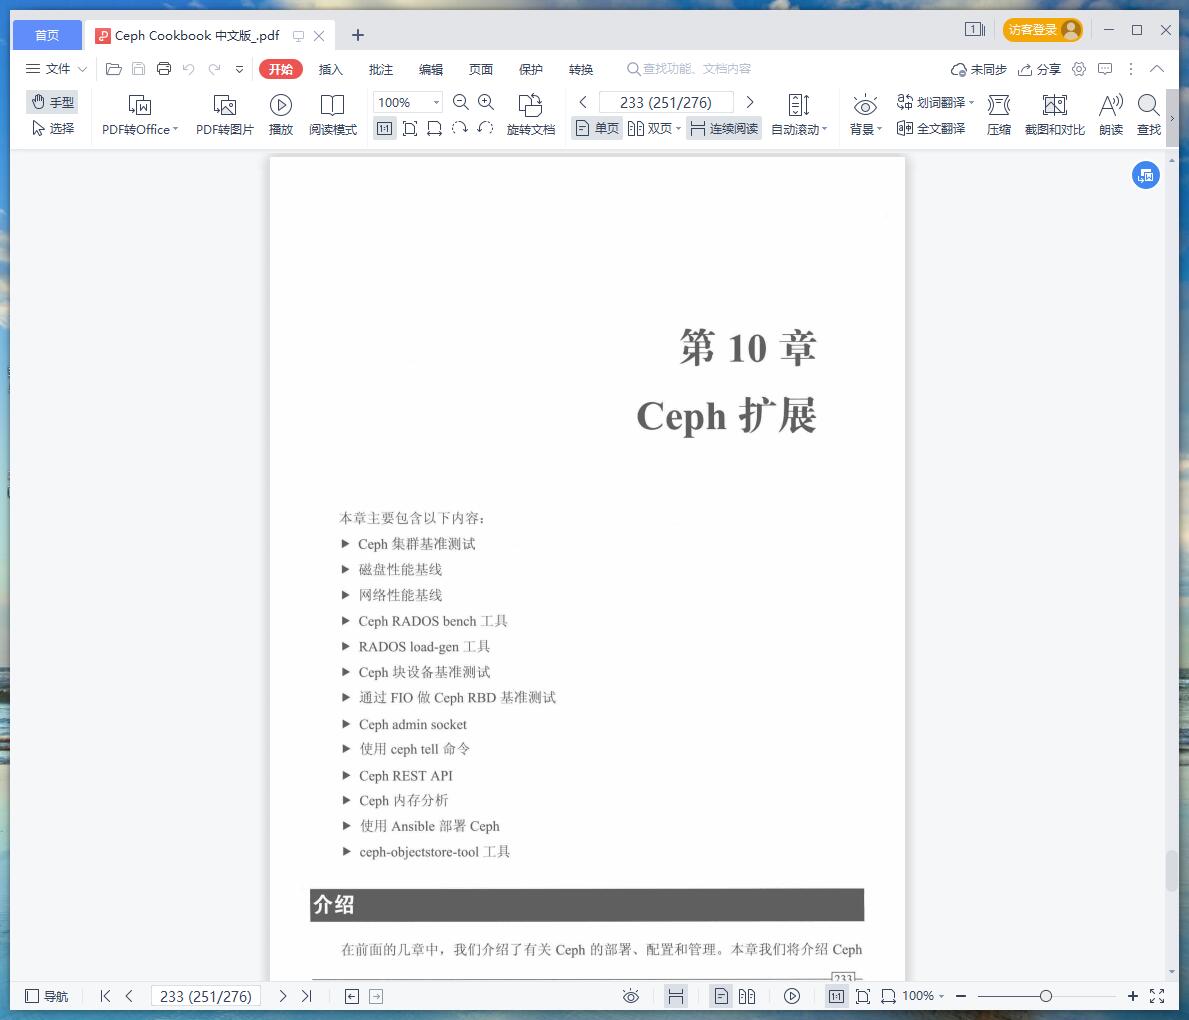 首页
Ceph Cookbook 中文版_.pdf
1
访客登录
文件
开始
插入
批注
编辑
页面
保护
转换
查找功能、文档内容
未同步
分享
手型
选择
PDF转Office
PDF转图片
播放
阅读模式
100%
旋转文档
233 (251/276)
单页
双页
连续阅读
自动滚动
背景
划词翻译
全文翻译
压缩
截图和对比
朗读
查找
第 10 章
Ceph 扩展
本章主要包含以下内容：
Ceph 集群基准测试
磁盘性能基线
网络性能基线
Ceph RADOS bench 工具
RADOS load-gen 工具
Ceph 块设备基准测试
通过 FIO 做 Ceph RBD 基准测试
Ceph admin socket
使用 ceph tell 命令
Ceph REST API
Ceph 内存分析
使用 Ansible 部署 Ceph
ceph-objectstore-tool 工具
介绍
在前面的几章中，我们介绍了有关 Ceph 的部署、配置和管理。本章我们将介绍 Ceph
233
导航
233 (251/276)
100%